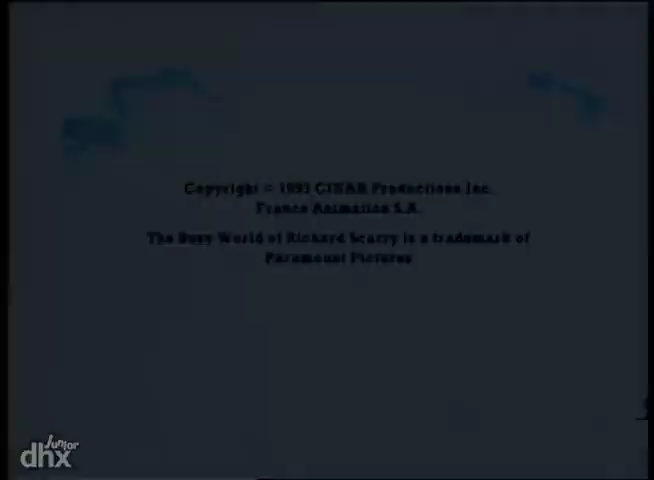 Copyright © 1993 CINAR Productions Inc.
France Animation S.A.
The Busy World of Richard Scarry is a trademark of
Paramount Pictures
Junior
dhx